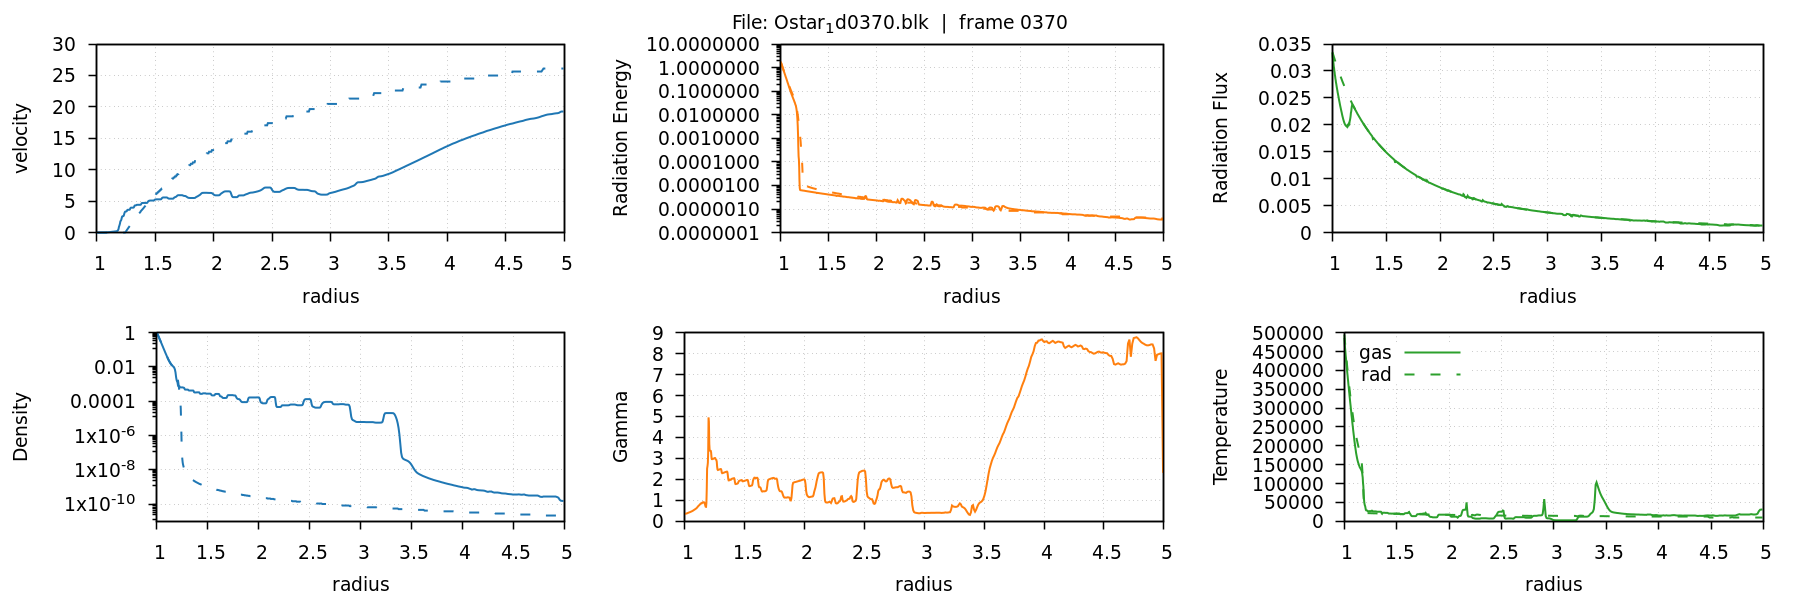 File: Ostar1d0370.blk | frame 0370
velocity
30
25
20
15
10
5
0
1 1.5 2 2.5 3 3.5 4 4.5 5
radius
Radiation Energy
10.0000000
1.0000000
0.1000000
0.0100000
0.0010000
0.0001000
0.0000100
0.0000010
0.0000001
1 1.5 2 2.5 3 3.5 4 4.5 5
radius
Radiation Flux
0.035
0.03
0.025
0.02
0.015
0.01
0.005
0
1 1.5 2 2.5 3 3.5 4 4.5 5
radius
Density
1
0.01
0.0001
1x10-6
1x10-8
1x10-10
1 1.5 2 2.5 3 3.5 4 4.5 5
radius
Gamma
9
8
7
6
5
4
3
2
1
0
1 1.5 2 2.5 3 3.5 4 4.5 5
radius
Temperature
500000
450000
400000
350000
300000
250000
200000
150000
100000
50000
0
gas
rad
1 1.5 2 2.5 3 3.5 4 4.5 5
radius